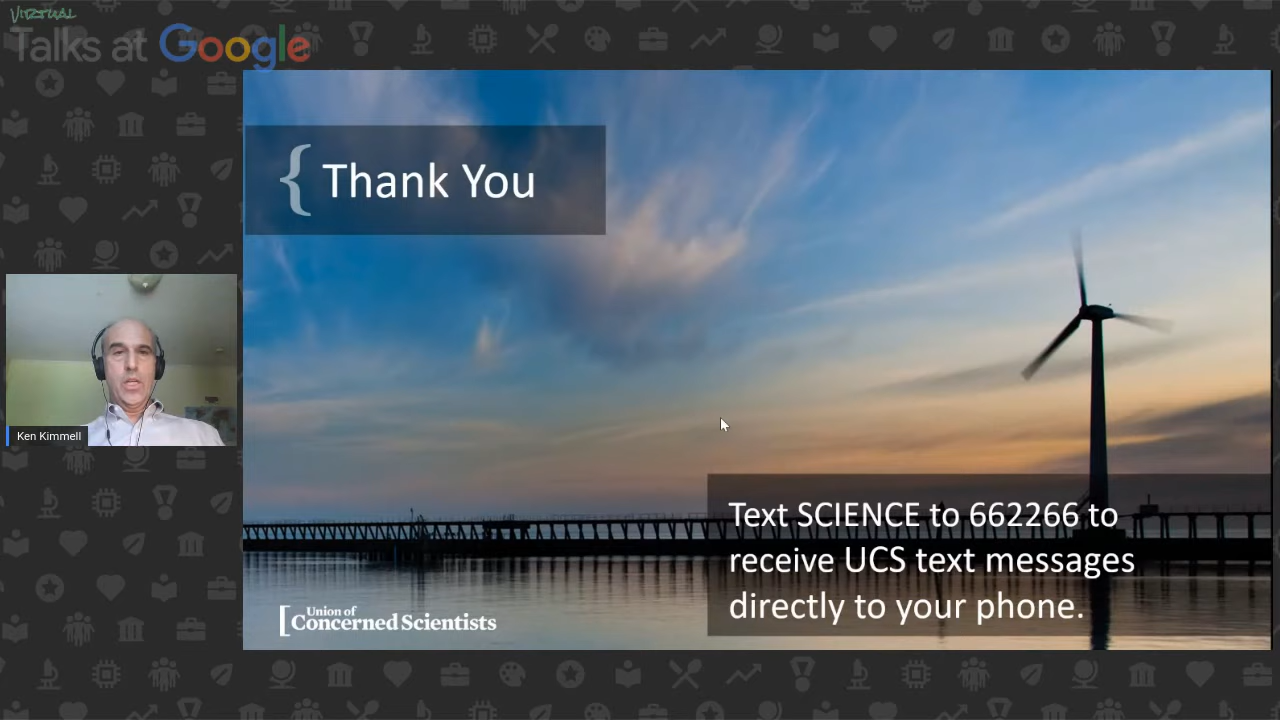 VIRTUAL
Talks at Google
Thank You
Ken Kimmell
Text SCIENCE to 662266 to
receive UCS text messages
directly to your phone.
Union of
Concerned Scientists